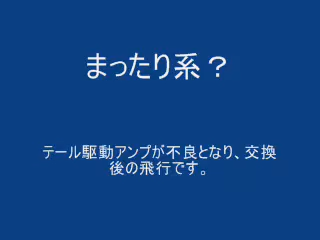 まったり系？
テール駆動アンプが不良となり、交換
後の飛行です。